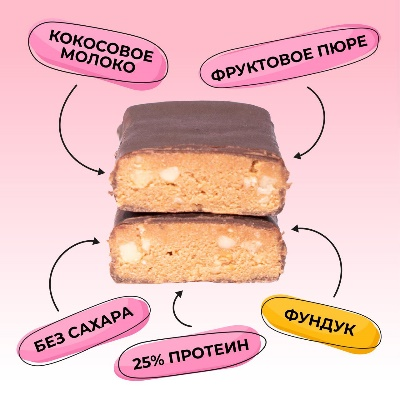 КОКОСОВОЕ
МОЛОКО
ФРУКТОВОЕ ПЮРЕ
БЕЗ САХАРА
25% ПРОТЕИН
ФУНДУК